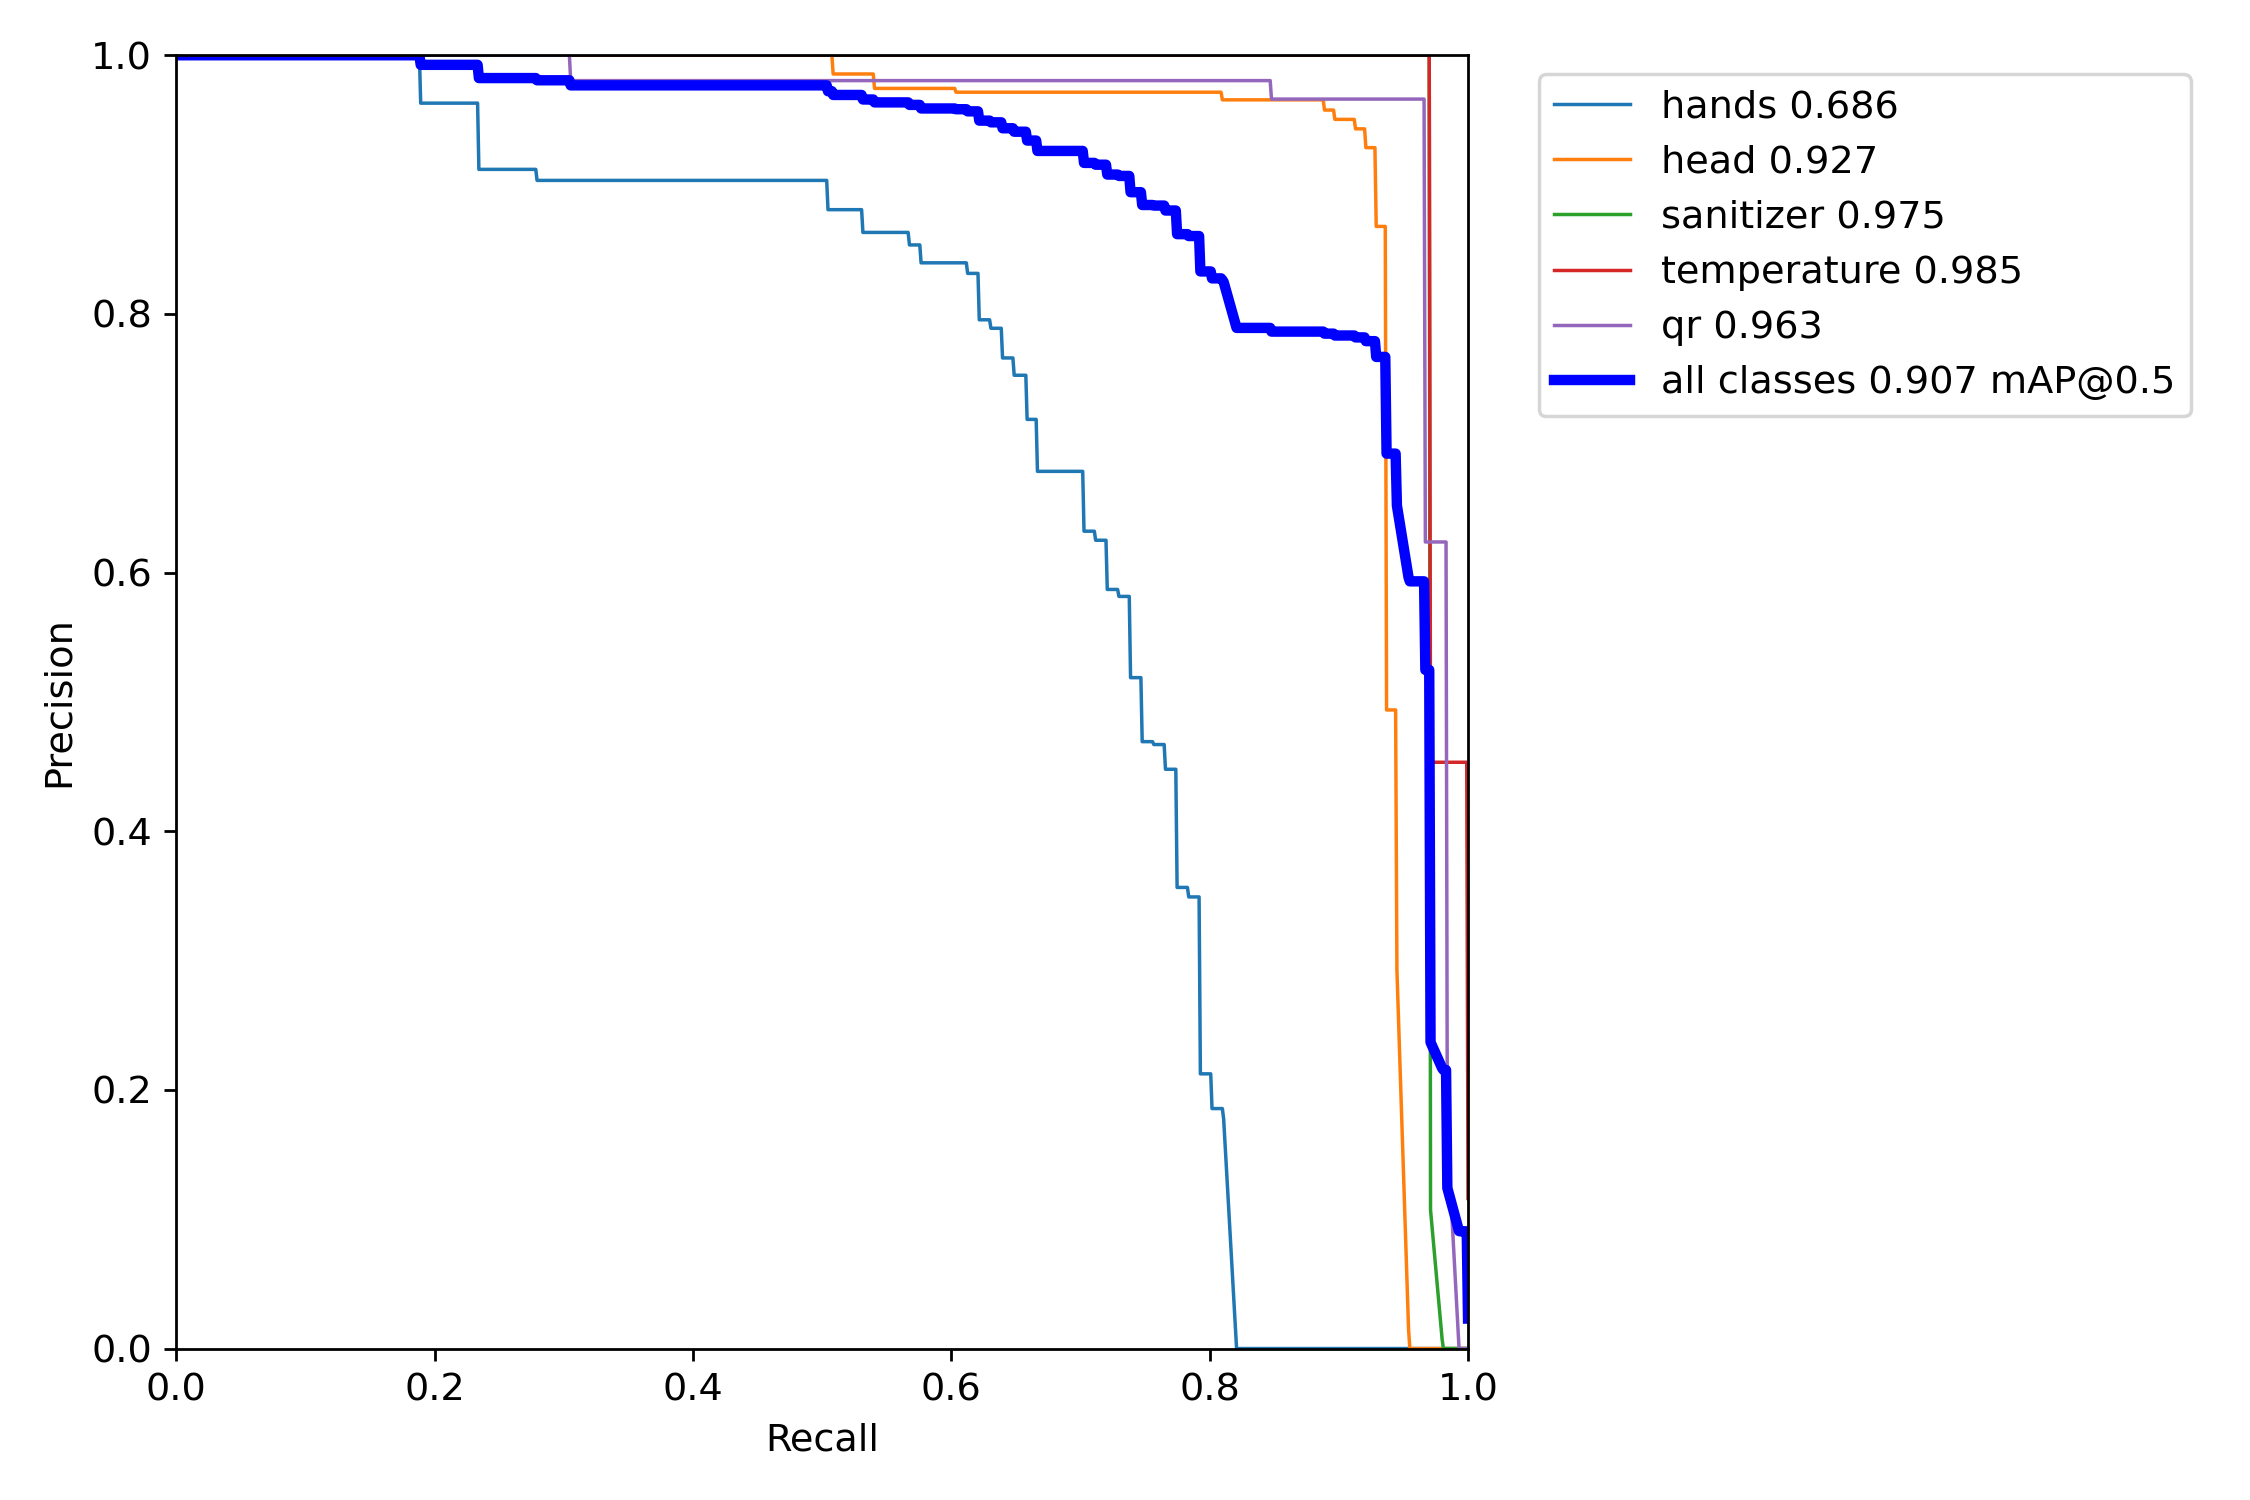 1.0
0.8
0.6
0.4
0.2
0.0
Precision
0.0 0.2 0.4 0.6 0.8 1.0
Recall
hands 0.686
head 0.927
sanitizer 0.975
temperature 0.985
qr 0.963
all classes 0.907 mAP@0.5